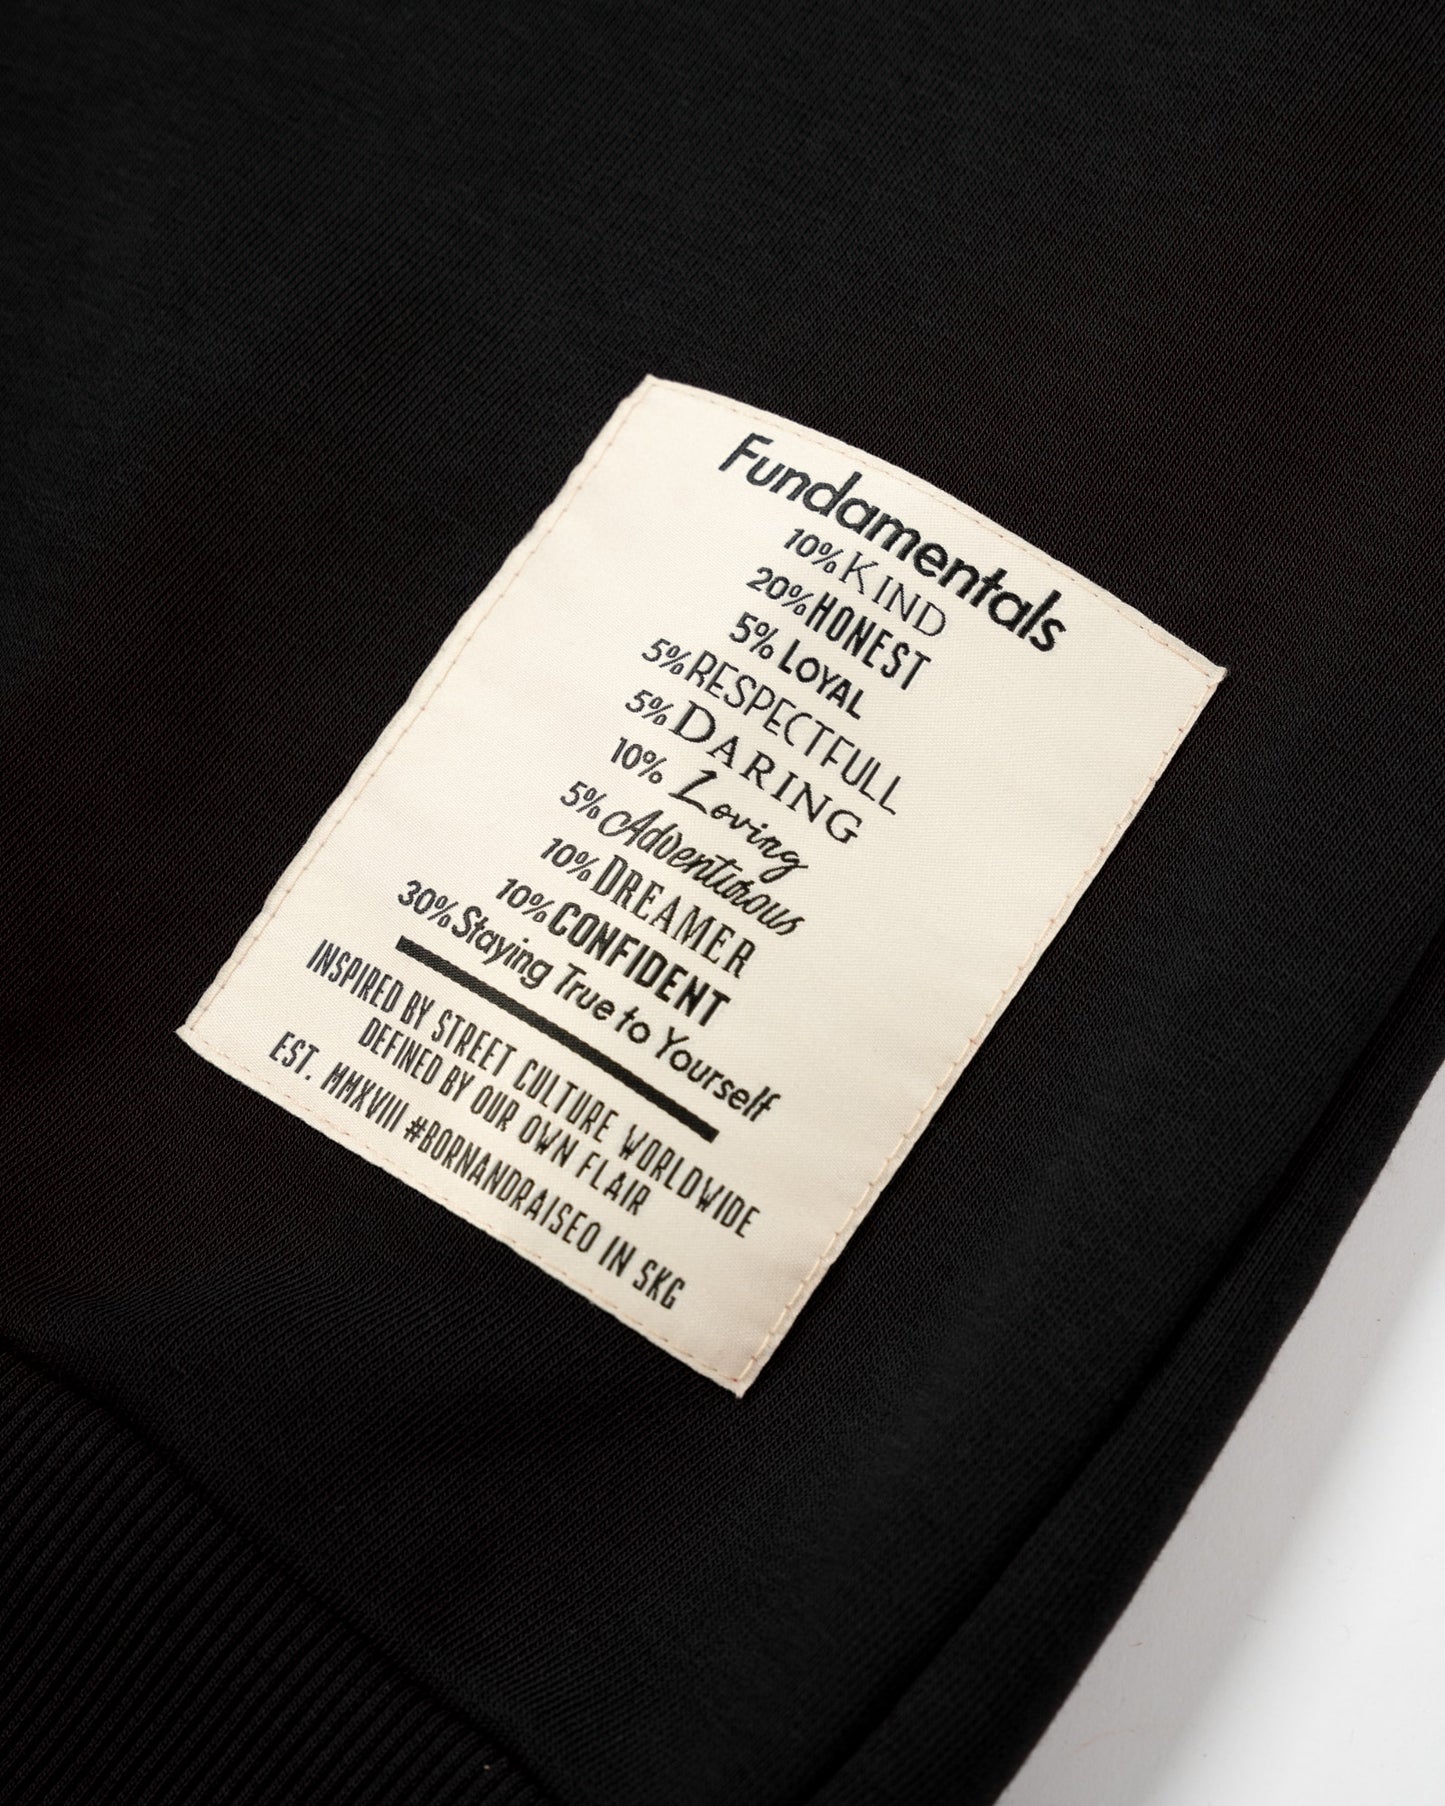 Fundamentals
10% KIND
20% HONEST
5% LOYAL
5% RESPECTFULL
5% DARING
10% Loving
5% Adventurous
10% DREAMER
10% CONFIDENT
30% Staying True to Yourself
INSPIRED BY STREET CULTURE WORLDWIDE
DEFINED BY OUR OWN FLAIR
EST. MMXVIII #BORNANDRAISED IN SKG